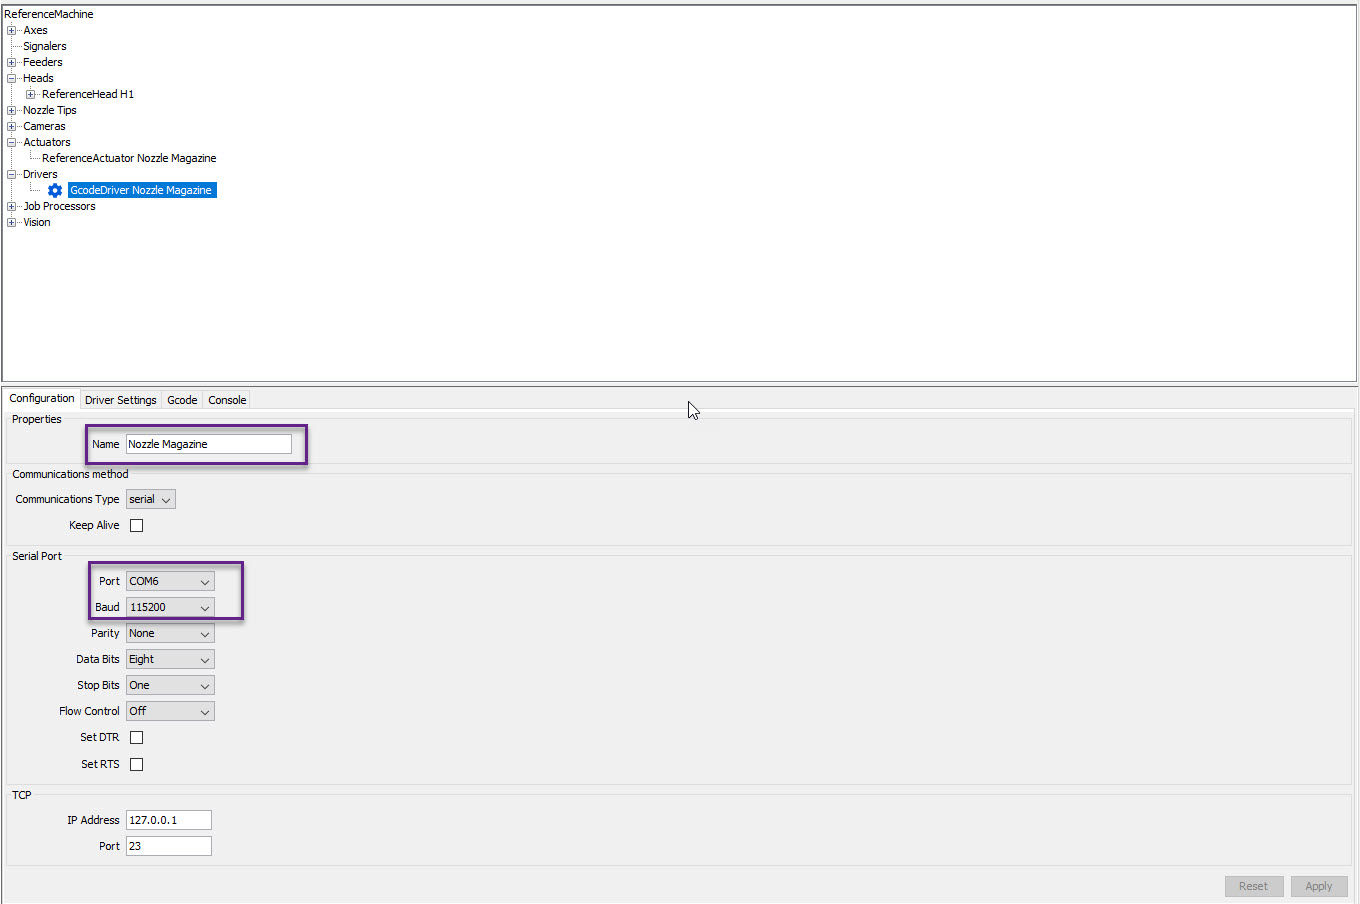 ReferenceMachine
Axes
Signalers
Feeders
Heads
ReferenceHead H1
Nozzle Tips
Cameras
Actuators
ReferenceActuator Nozzle Magazine
Drivers
GcodeDriver Nozzle Magazine
Job Processors
Vision
Configuration Driver Settings Gcode Console
Properties
Name Nozzle Magazine
Communications method
Communications Type serial
Keep Alive
Serial Port
Port COM6
Baud 115200
Parity None
Data Bits Eight
Stop Bits One
Flow Control Off
Set DTR
Set RTS
TCP
IP Address 127.0.0.1
Port 23
Reset Apply